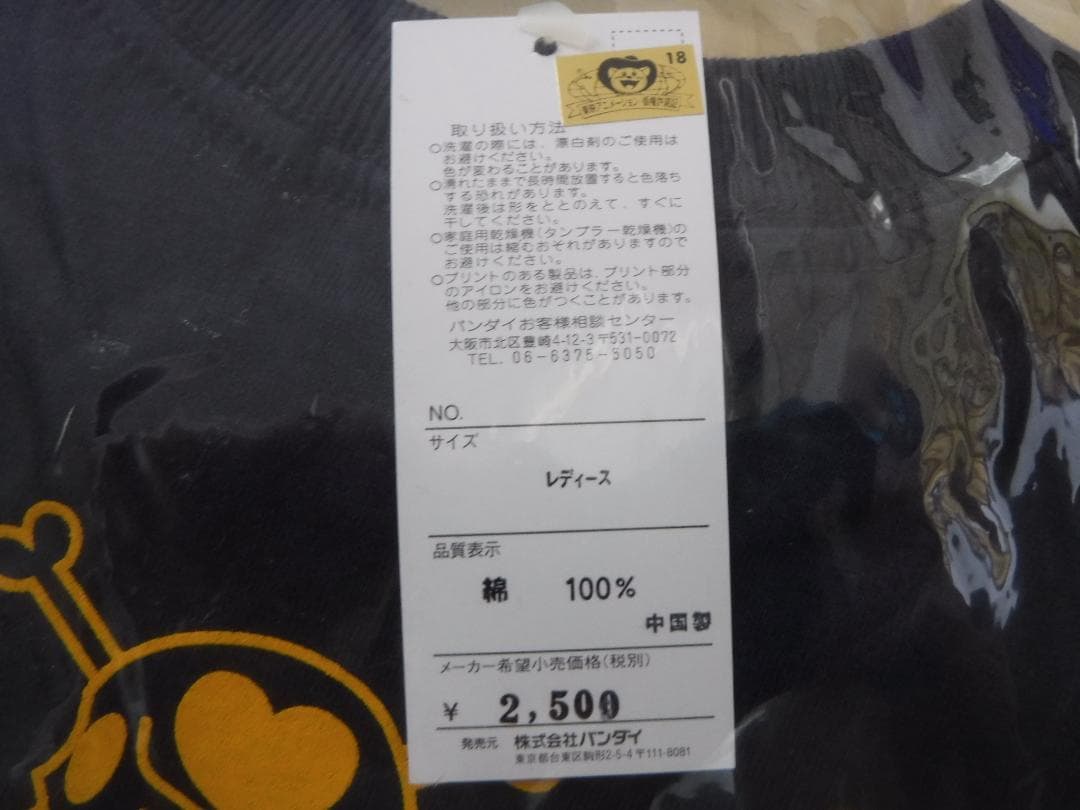 18
東映アニメーション
取り扱い方法
○洗濯の際には、漂白剤のご使用は
お避けください。
色が変わることがあります。
○濡れたままで長時間放置すると色落ち
する恐れがあります。
洗濯後は形をととのえて、すぐに
干してください。
○家庭用乾燥機(タンブラー乾燥機)の
ご使用は縮むおそれがありますので
お避けください。
○プリントのある製品は、プリント部分
のアイロンをお避けください。
他の部分に色がつくことがあります。
バンダイお客様相談センター
大阪市北区豊崎4-12-3〒531-0072
TEL. 06-6375-5050
NO.
サイズ
レディース
品質表示
綿 100%
中国製
メーカー希望小売価格(税別)
¥ 2,500
発売元 株式会社バンダイ
東京都台東区駒形2-5-4〒111-8081